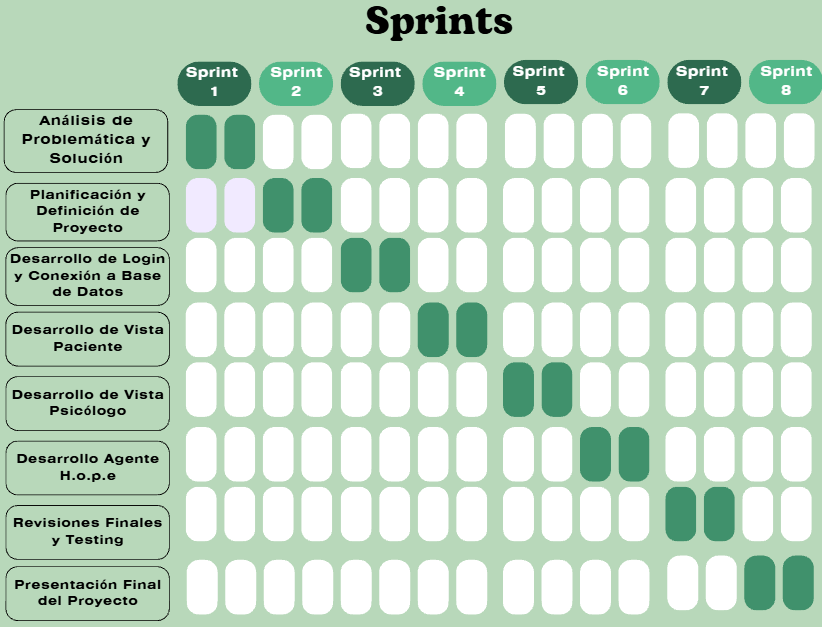 Sprints
Sprint
1
Sprint
2
Sprint
3
Sprint
4
Sprint
5
Sprint
6
Sprint
7
Sprint
8
Análisis de
Problemática y
Solución
Planificación y
Definición de
Proyecto
Desarrollo de Login
y Conexión a Base
de Datos
Desarrollo de Vista
Paciente
Desarrollo de Vista
Psicólogo
Desarrollo Agente
H.o.p.e
Revisiones Finales
y Testing
Presentación Final
del Proyecto